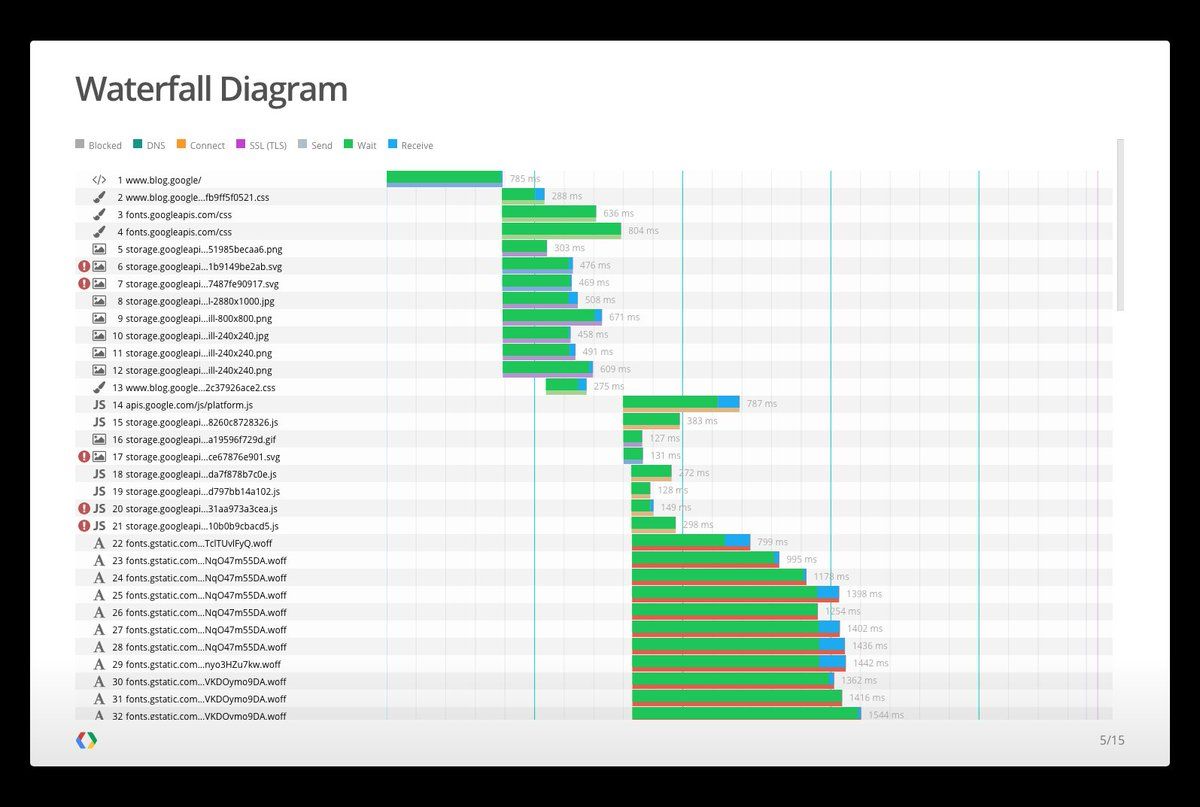 Waterfall Diagram
Blocked DNS Connect SSL (TLS) Send Wait Receive
1 www.blog.google/ 785 ms
2 www.blog.google...fb9ff5f0521.css 288 ms
3 fonts.googleapis.com/css 636 ms
4 fonts.googleapis.com/css 804 ms
5 storage.googleapi...51985becaa6.png 303 ms
6 storage.googleapi...1b9149be2ab.svg 476 ms
7 storage.googleapi...7487fe90917.svg 469 ms
8 storage.googleapi...l-2880x1000.jpg 508 ms
9 storage.googleapi...ill-800x800.png 671 ms
10 storage.googleapi...ill-240x240.jpg 458 ms
11 storage.googleapi...ill-240x240.png 491 ms
12 storage.googleapi...ill-240x240.png 609 ms
13 www.blog.google...2c37926ace2.css 275 ms
JS 14 apis.google.com/js/platform.js 787 ms
JS 15 storage.googleapi...8260c8728326.js 383 ms
16 storage.googleapi...a19596f729d.gif 127 ms
! 17 storage.googleapi...ce67876e901.svg 131 ms
JS 18 storage.googleapi...da7f878b7c0e.js 272 ms
JS 19 storage.googleapi...d797bb14a102.js 128 ms
! JS 20 storage.googleapi...31aa973a3cea.js 149 ms
! JS 21 storage.googleapi...10b0b9cbacd5.js 298 ms
A 22 fonts.gstatic.com...TclTUvlFyQ.woff 799 ms
A 23 fonts.gstatic.com...NqO47m55DA.woff 995 ms
A 24 fonts.gstatic.com...NqO47m55DA.woff 1178 ms
A 25 fonts.gstatic.com...NqO47m55DA.woff 1398 ms
A 26 fonts.gstatic.com...NqO47m55DA.woff 1254 ms
A 27 fonts.gstatic.com...NqO47m55DA.woff 1402 ms
A 28 fonts.gstatic.com...NqO47m55DA.woff 1436 ms
A 29 fonts.gstatic.com...nyo3HZu7kw.woff 1442 ms
A 30 fonts.gstatic.com...VKDOymo9DA.woff 1362 ms
A 31 fonts.gstatic.com...VKDOymo9DA.woff 1416 ms
A 32 fonts.gstatic.com...VKDOymo9DA.woff 1544 ms
5/15